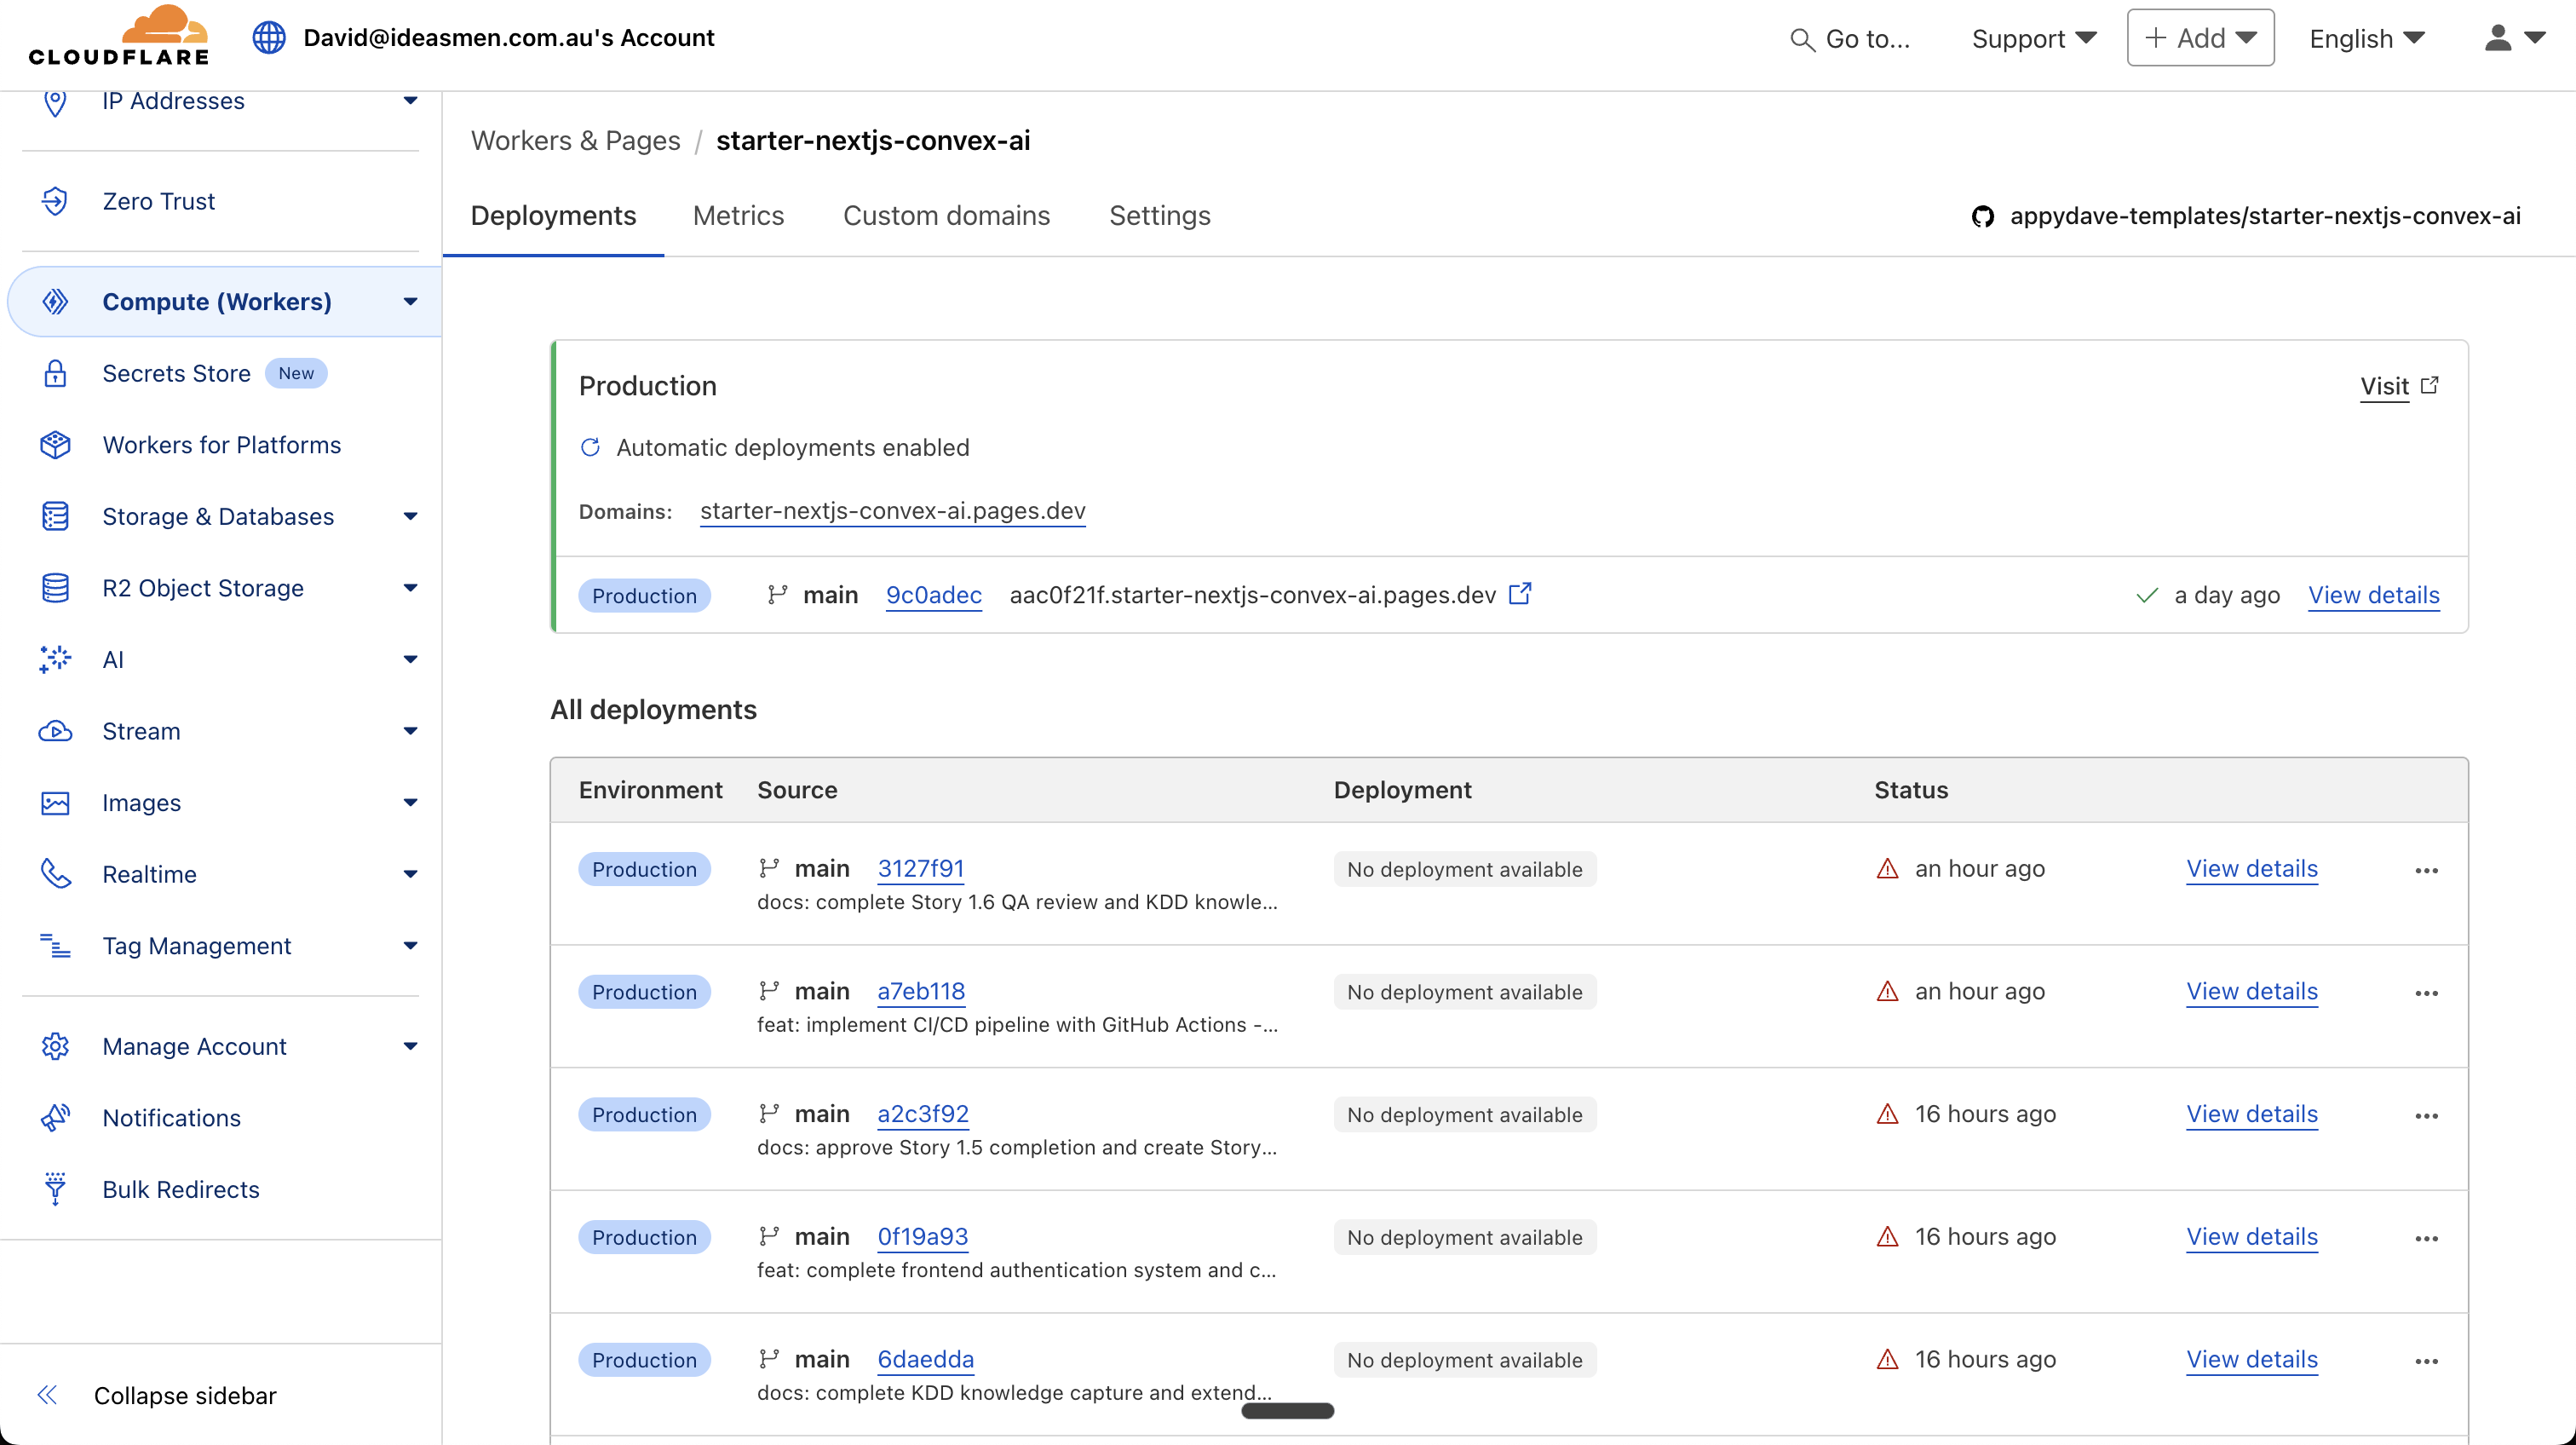 CLOUDFLARE
David@ideasmen.com.au's Account
Go to...
Support
Add
English
IP Addresses
Zero Trust
Compute (Workers)
Secrets Store New
Workers for Platforms
Storage & Databases
R2 Object Storage
AI
Stream
Images
Realtime
Tag Management
Manage Account
Notifications
Bulk Redirects
Collapse sidebar
Workers & Pages / starter-nextjs-convex-ai
Deployments Metrics Custom domains Settings
appydave-templates/starter-nextjs-convex-ai
Production
Visit
Automatic deployments enabled
Domains: starter-nextjs-convex-ai.pages.dev
Production main 9c0adec aac0f21f.starter-nextjs-convex-ai.pages.dev a day ago View details
All deployments
Environment Source Deployment Status
Production main 3127f91 No deployment available an hour ago View details
docs: complete Story 1.6 QA review and KDD knowle...
Production main a7eb118 No deployment available an hour ago View details
feat: implement CI/CD pipeline with GitHub Actions -...
Production main a2c3f92 No deployment available 16 hours ago View details
docs: approve Story 1.5 completion and create Story...
Production main 0f19a93 No deployment available 16 hours ago View details
feat: complete frontend authentication system and c...
Production main 6daedda No deployment available 16 hours ago View details
docs: complete KDD knowledge capture and extend...